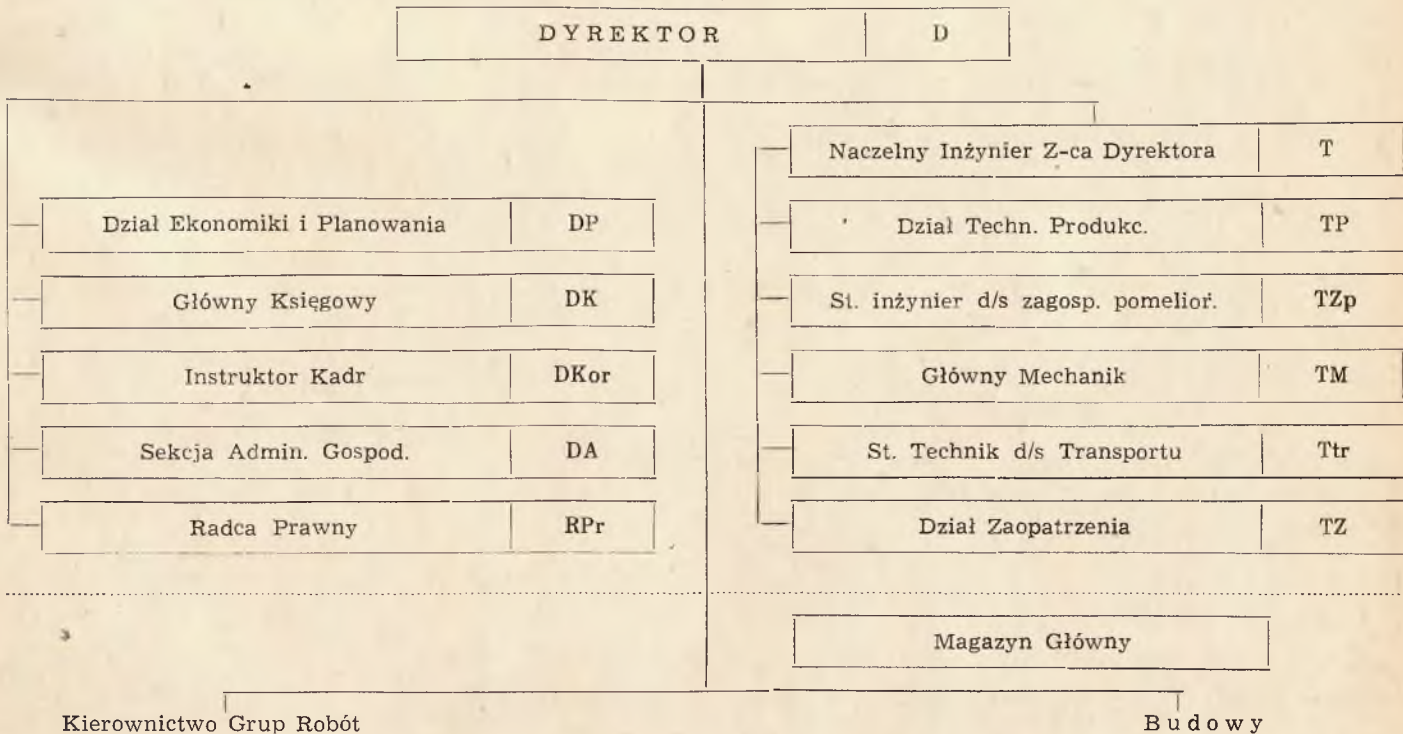 DYREKTOR D
Naczelny Inżynier Z-ca Dyrektora T
Dział Ekonomiki i Planowania DP
Dział Techn. Produkc. TP
Główny Księgowy DK
St. inżynier d/s zagosp. pomelior. TZp
Instruktor Kadr DKor
Główny Mechanik TM
Sekcja Admin. Gospod. DA
St. Technik d/s Transportu Ttr
Radca Prawny RPr
Dział Zaopatrzenia TZ
Magazyn Główny
Kierownictwo Grup Robót
Budowy